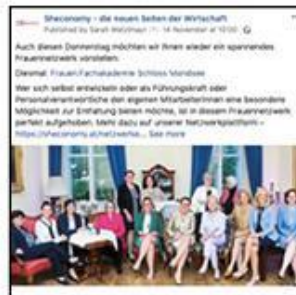 Sheconomy - die neuen Seiten der Wirtschaft
Published by Sarah Wetzlmayr · 14 November at 10:00 ·
Auch diesen Donnerstag möchten wir Ihnen wieder ein spannendes
Frauennetzwerk vorstellen:
Diesmal: Frauen:Fachakademie Schloss Mondsee
Wer sich selbst entwickeln oder als Führungskraft oder
Personalverantwortliche den eigenen MitarbeiterInnen eine besondere
Möglichkeit zur Entfaltung bieten möchte, ist in diesem Frauennetzwerk
perfekt aufgehoben. Mehr dazu auf unserer Netzwerkplattform -
https://sheconomy.at/netzwerke... See more